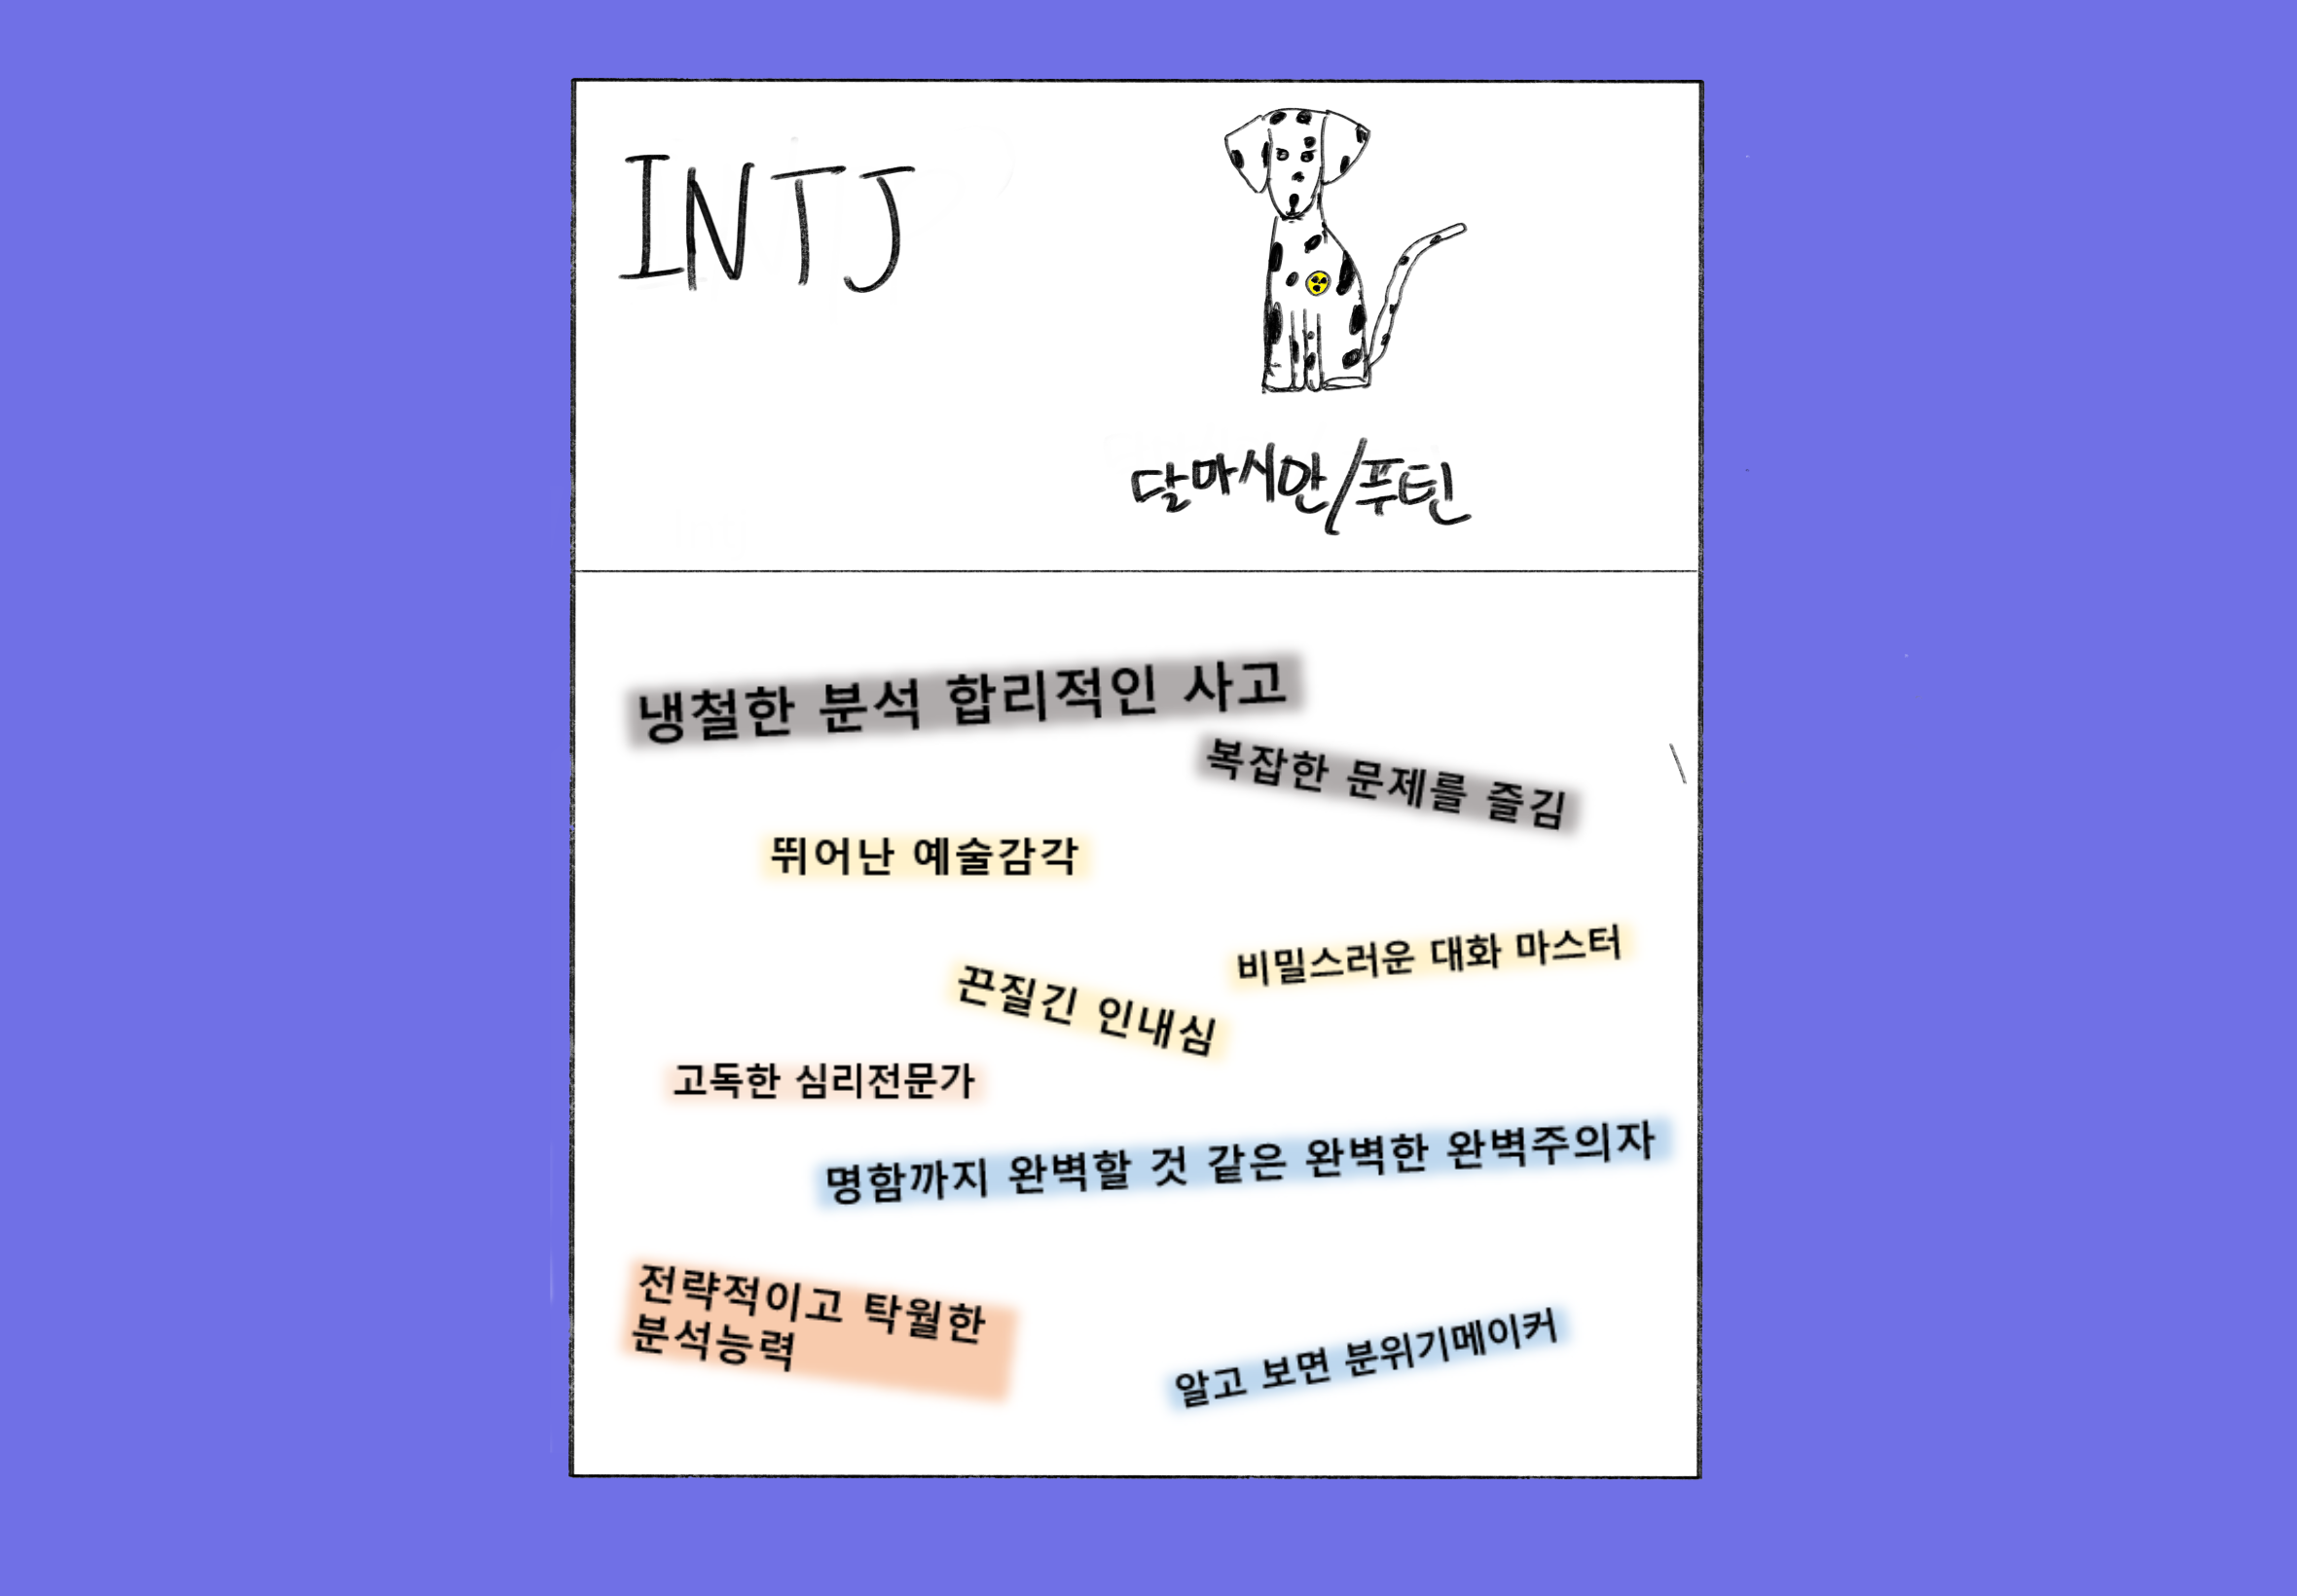 INTJ
달마시안/푸틴
냉철한 분석 합리적인 사고
복잡한 문제를 즐김
뛰어난 예술감각
비밀스러운 대화 마스터
끈질긴 인내심
고독한 심리전문가
명함까지 완벽할 것 같은 완벽한 완벽주의자
전략적이고 탁월한
분석능력
알고 보면 분위기메이커